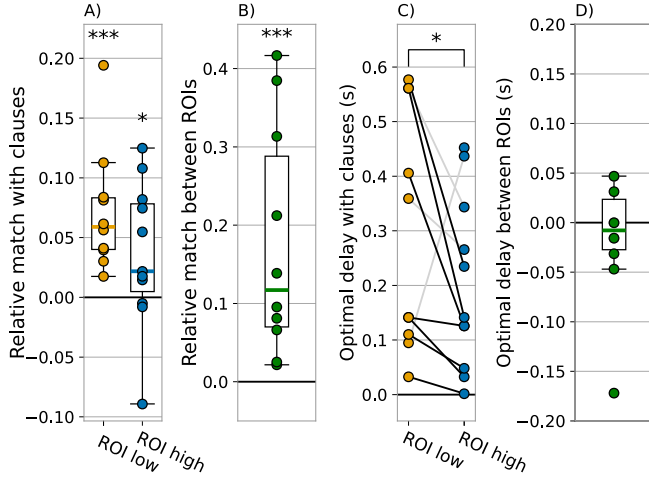 A)
Relative match with clauses
0.20
0.15
0.10
0.05
0.00
−0.05
−0.10
***
*
ROI low
ROI high
B)
Relative match between ROIs
0.4
0.3
0.2
0.1
0.0
***
C)
Optimal delay with clauses (s)
0.6
0.5
0.4
0.3
0.2
0.1
0.0
*
ROI low
ROI high
D)
Optimal delay between ROIs (s)
0.20
0.15
0.10
0.05
0.00
−0.05
−0.10
−0.15
−0.20